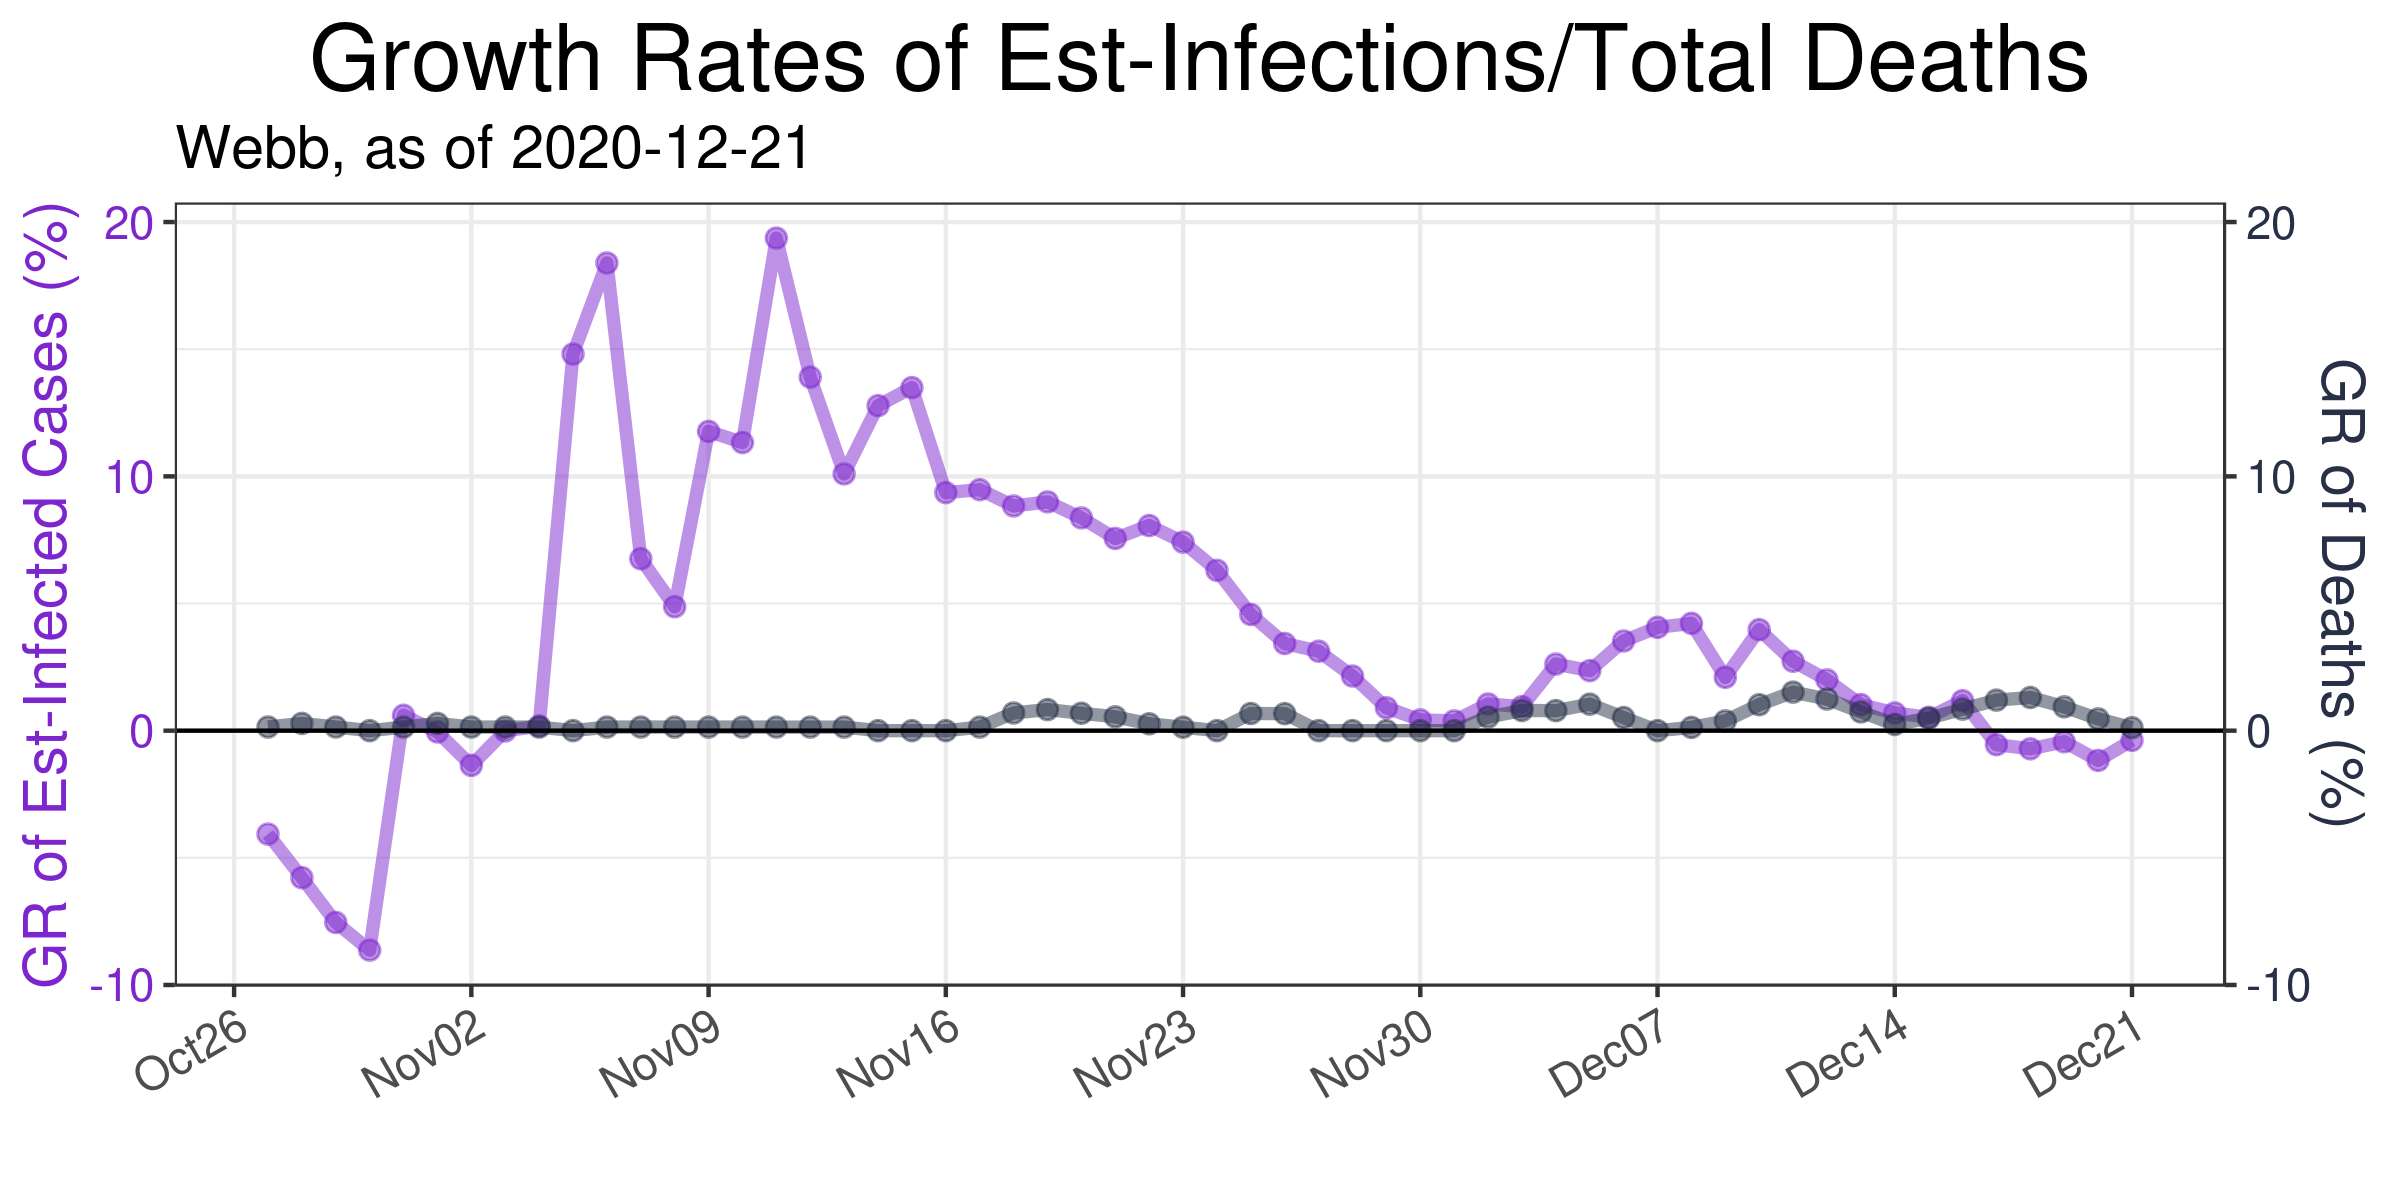 Growth Rates of Est-Infections/Total Deaths
Webb, as of 2020-12-21
GR of Est-Infected Cases (%)
20
10
0
-10
20
10
0
-10
GR of Deaths (%)
Oct26
Nov02
Nov09
Nov16
Nov23
Nov30
Dec07
Dec14
Dec21